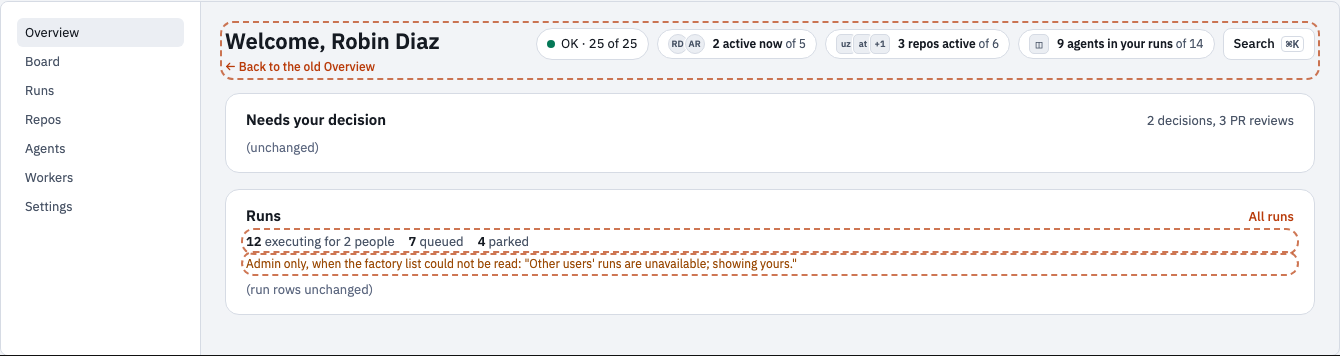 Overview
Board
Runs
Repos
Agents
Workers
Settings
Welcome, Robin Diaz
← Back to the old Overview
OK · 25 of 25
RD AR 2 active now of 5
uz at +1 3 repos active of 6
9 agents in your runs of 14
Search ⌘K
Needs your decision
2 decisions, 3 PR reviews
(unchanged)
Runs
All runs
12 executing for 2 people 7 queued 4 parked
Admin only, when the factory list could not be read: "Other users' runs are unavailable; showing yours."
(run rows unchanged)